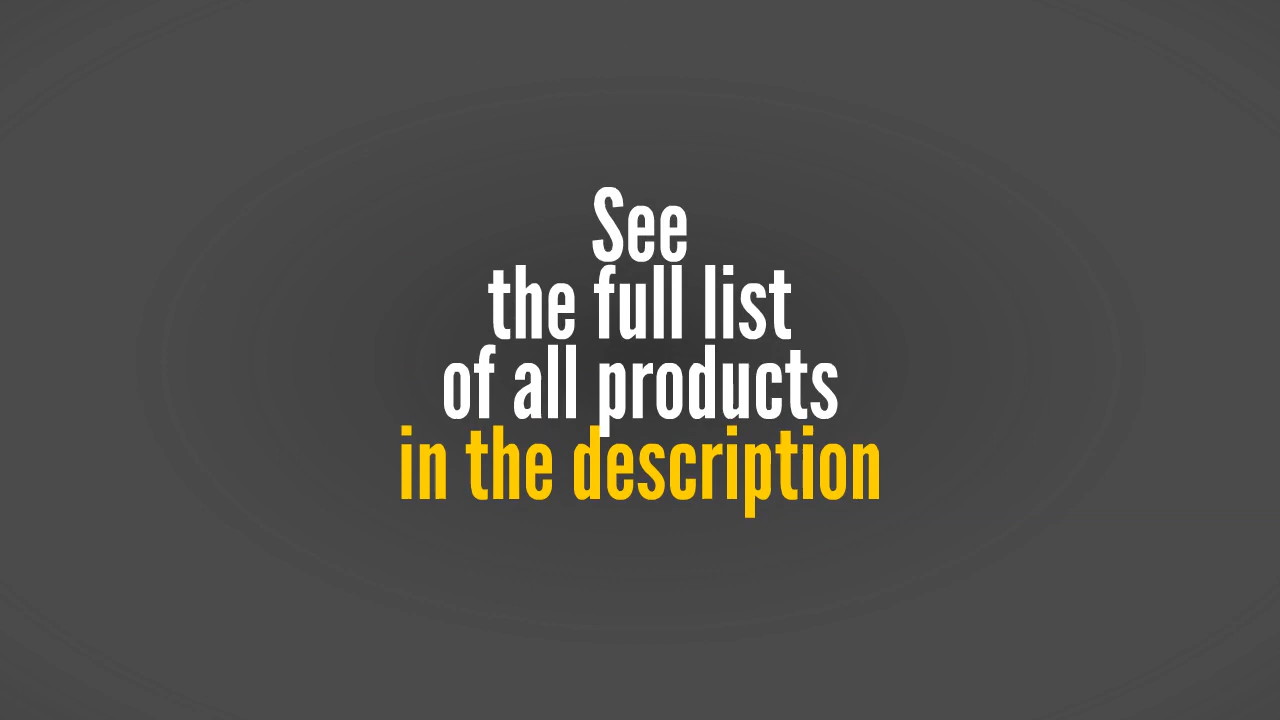 See
the full list
of all products
in the description